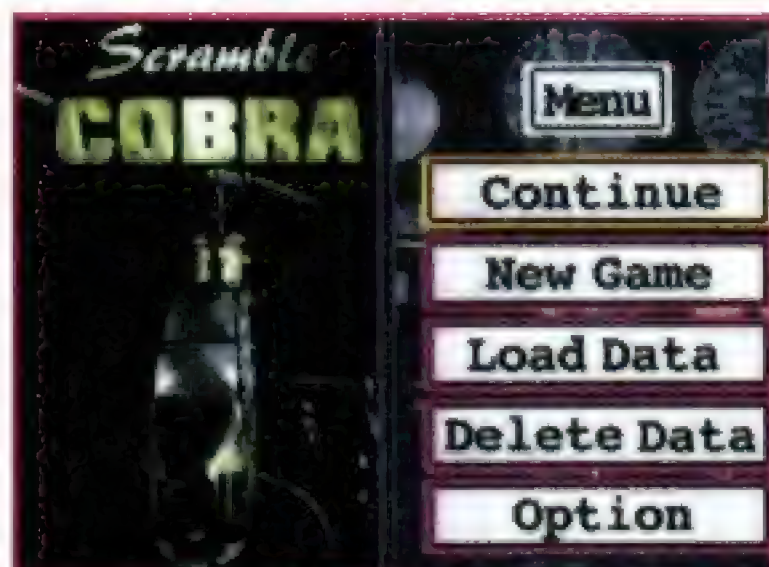 Scramble
COBRA
Menu
Continue
New Game
Load Data
Delete Data
Option